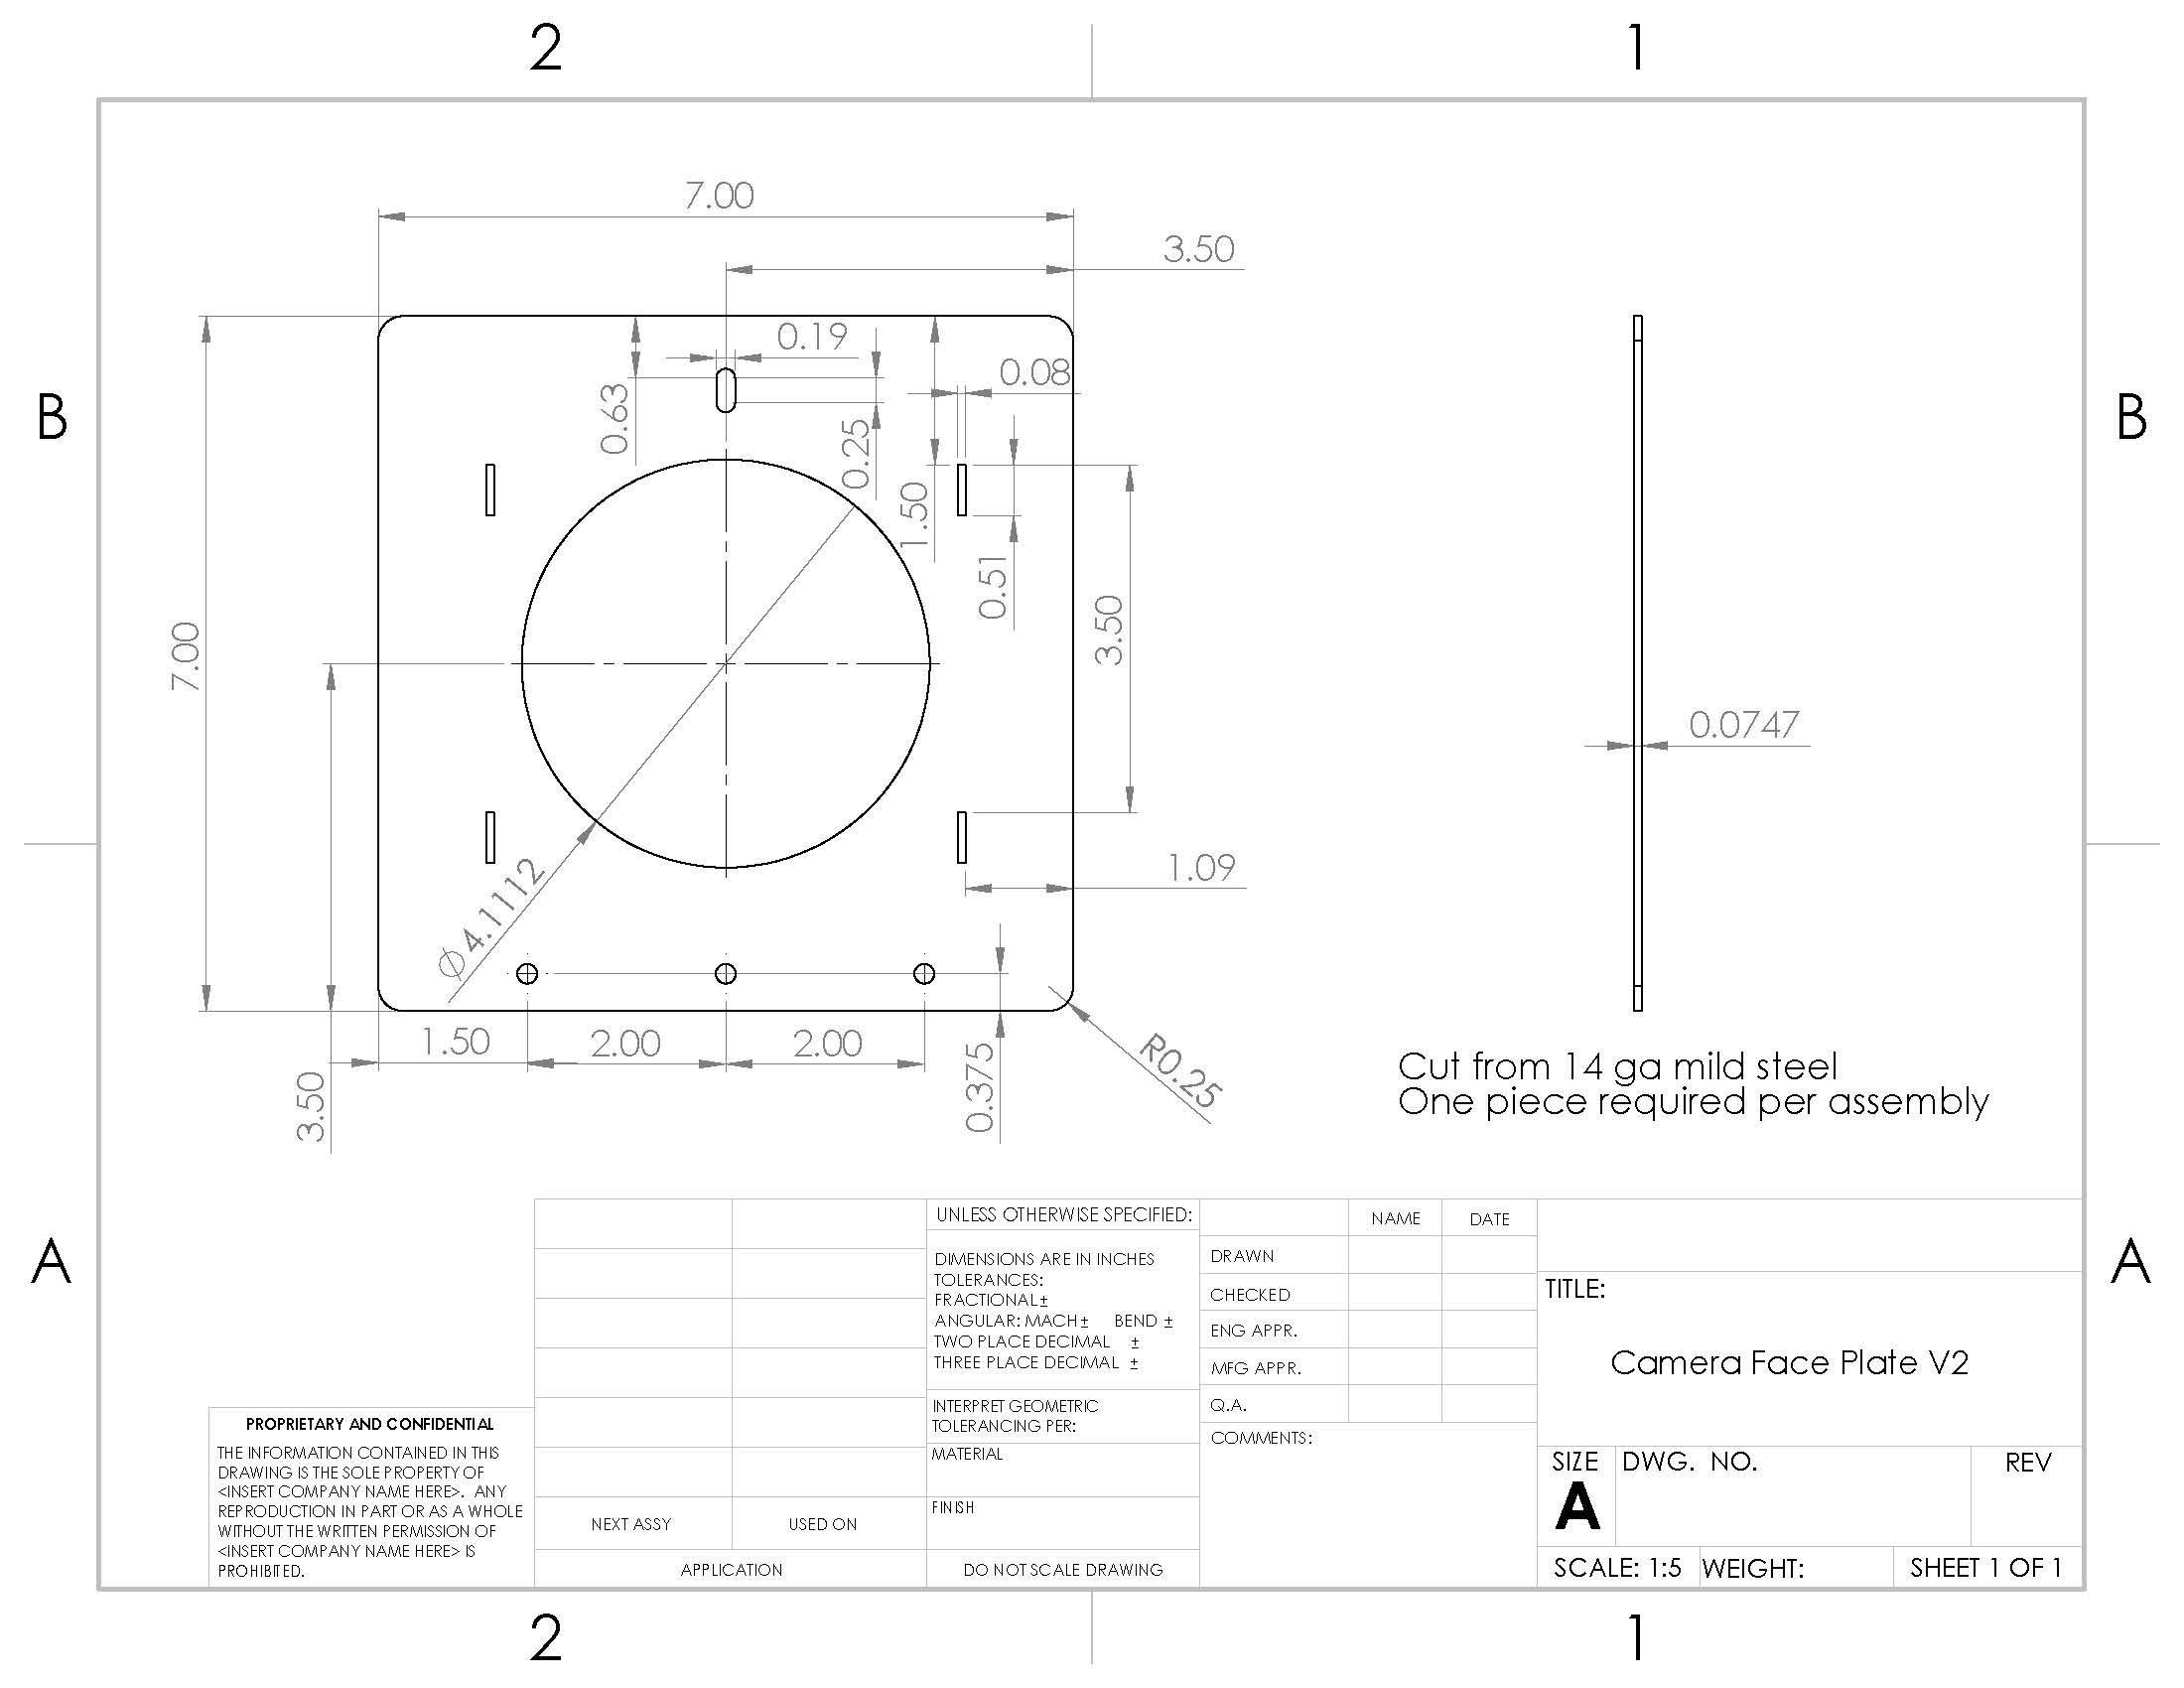 2 1
7.00
3.50
0.19
0.08
B B
0.63
0.25
1.50
0.51
3.50
7.00
0.0747
1.09
Ø4.1112
1.50 2.00 2.00
R0.25
0.375
3.50
Cut from 14 ga mild steel
One piece required per assembly
A A
UNLESS OTHERWISE SPECIFIED:
DIMENSIONS ARE IN INCHES
TOLERANCES:
FRACTIONAL±
ANGULAR: MACH± BEND ±
TWO PLACE DECIMAL ±
THREE PLACE DECIMAL ±
INTERPRET GEOMETRIC
TOLERANCING PER:
MATERIAL
FINISH
DO NOT SCALE DRAWING
NAME DATE
DRAWN
CHECKED
ENG APPR.
MFG APPR.
Q.A.
COMMENTS:
TITLE:
Camera Face Plate V2
SIZE DWG. NO. REV
A
SCALE: 1:5 WEIGHT: SHEET 1 OF 1
PROPRIETARY AND CONFIDENTIAL
THE INFORMATION CONTAINED IN THIS
DRAWING IS THE SOLE PROPERTY OF
<INSERT COMPANY NAME HERE>. ANY
REPRODUCTION IN PART OR AS A WHOLE
WITHOUT THE WRITTEN PERMISSION OF
<INSERT COMPANY NAME HERE> IS
PROHIBITED.
NEXT ASSY USED ON
APPLICATION
2 1